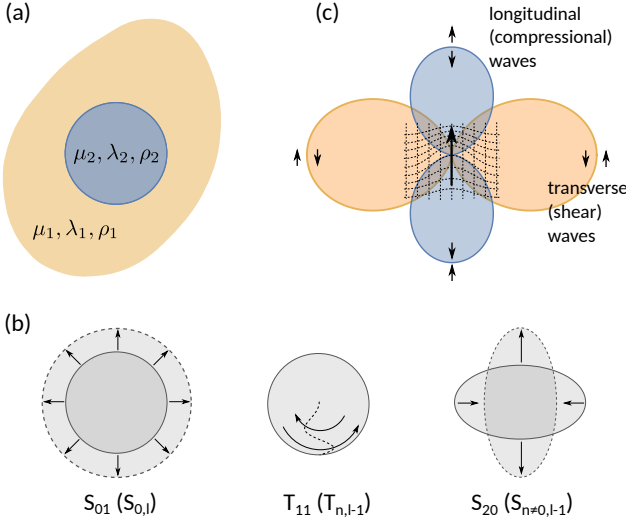 (a)
μ₂, λ₂, ρ₂
μ₁, λ₁, ρ₁
(c)
longitudinal
(compressional)
waves
transverse
(shear)
waves
(b)
S₀₁ (S₀,ₗ)
T₁₁ (Tₙ,ₗ₋₁)
S₂₀ (Sₙ≠₀,ₗ₋₁)